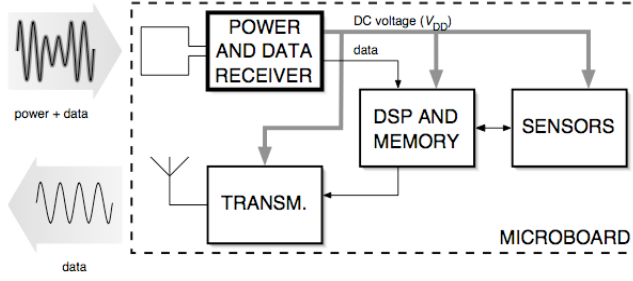 POWER
AND DATA
RECEIVER
DC voltage (VDD)
data
power + data
DSP AND
MEMORY
SENSORS
TRANSM.
MICROBOARD
data